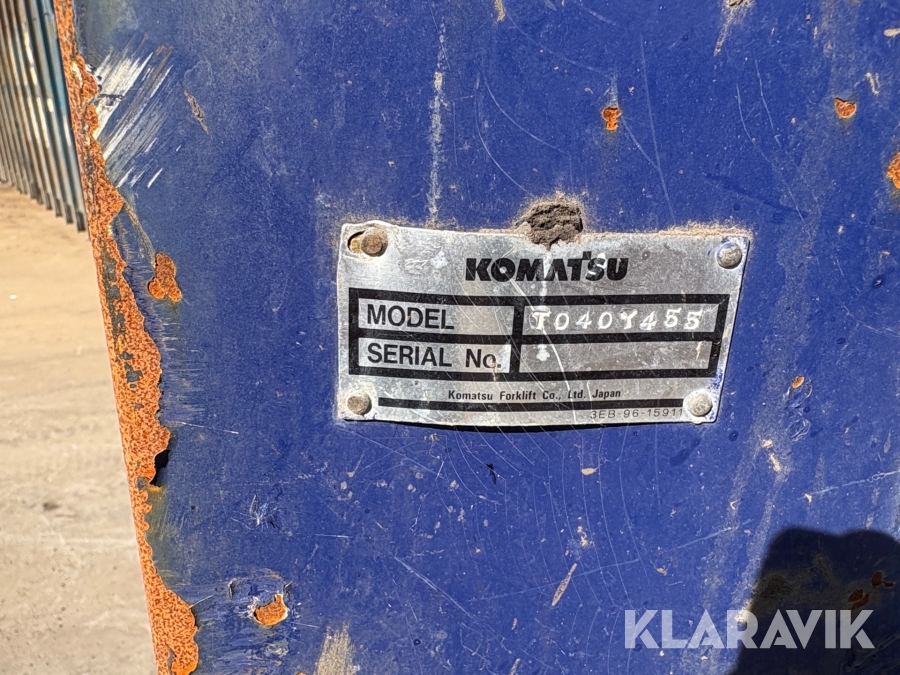 KOMATSU
MODEL T040Y455
SERIAL No.
Komatsu Forklift Co., Ltd. Japan
3EB-96-15911
KLARAVIK